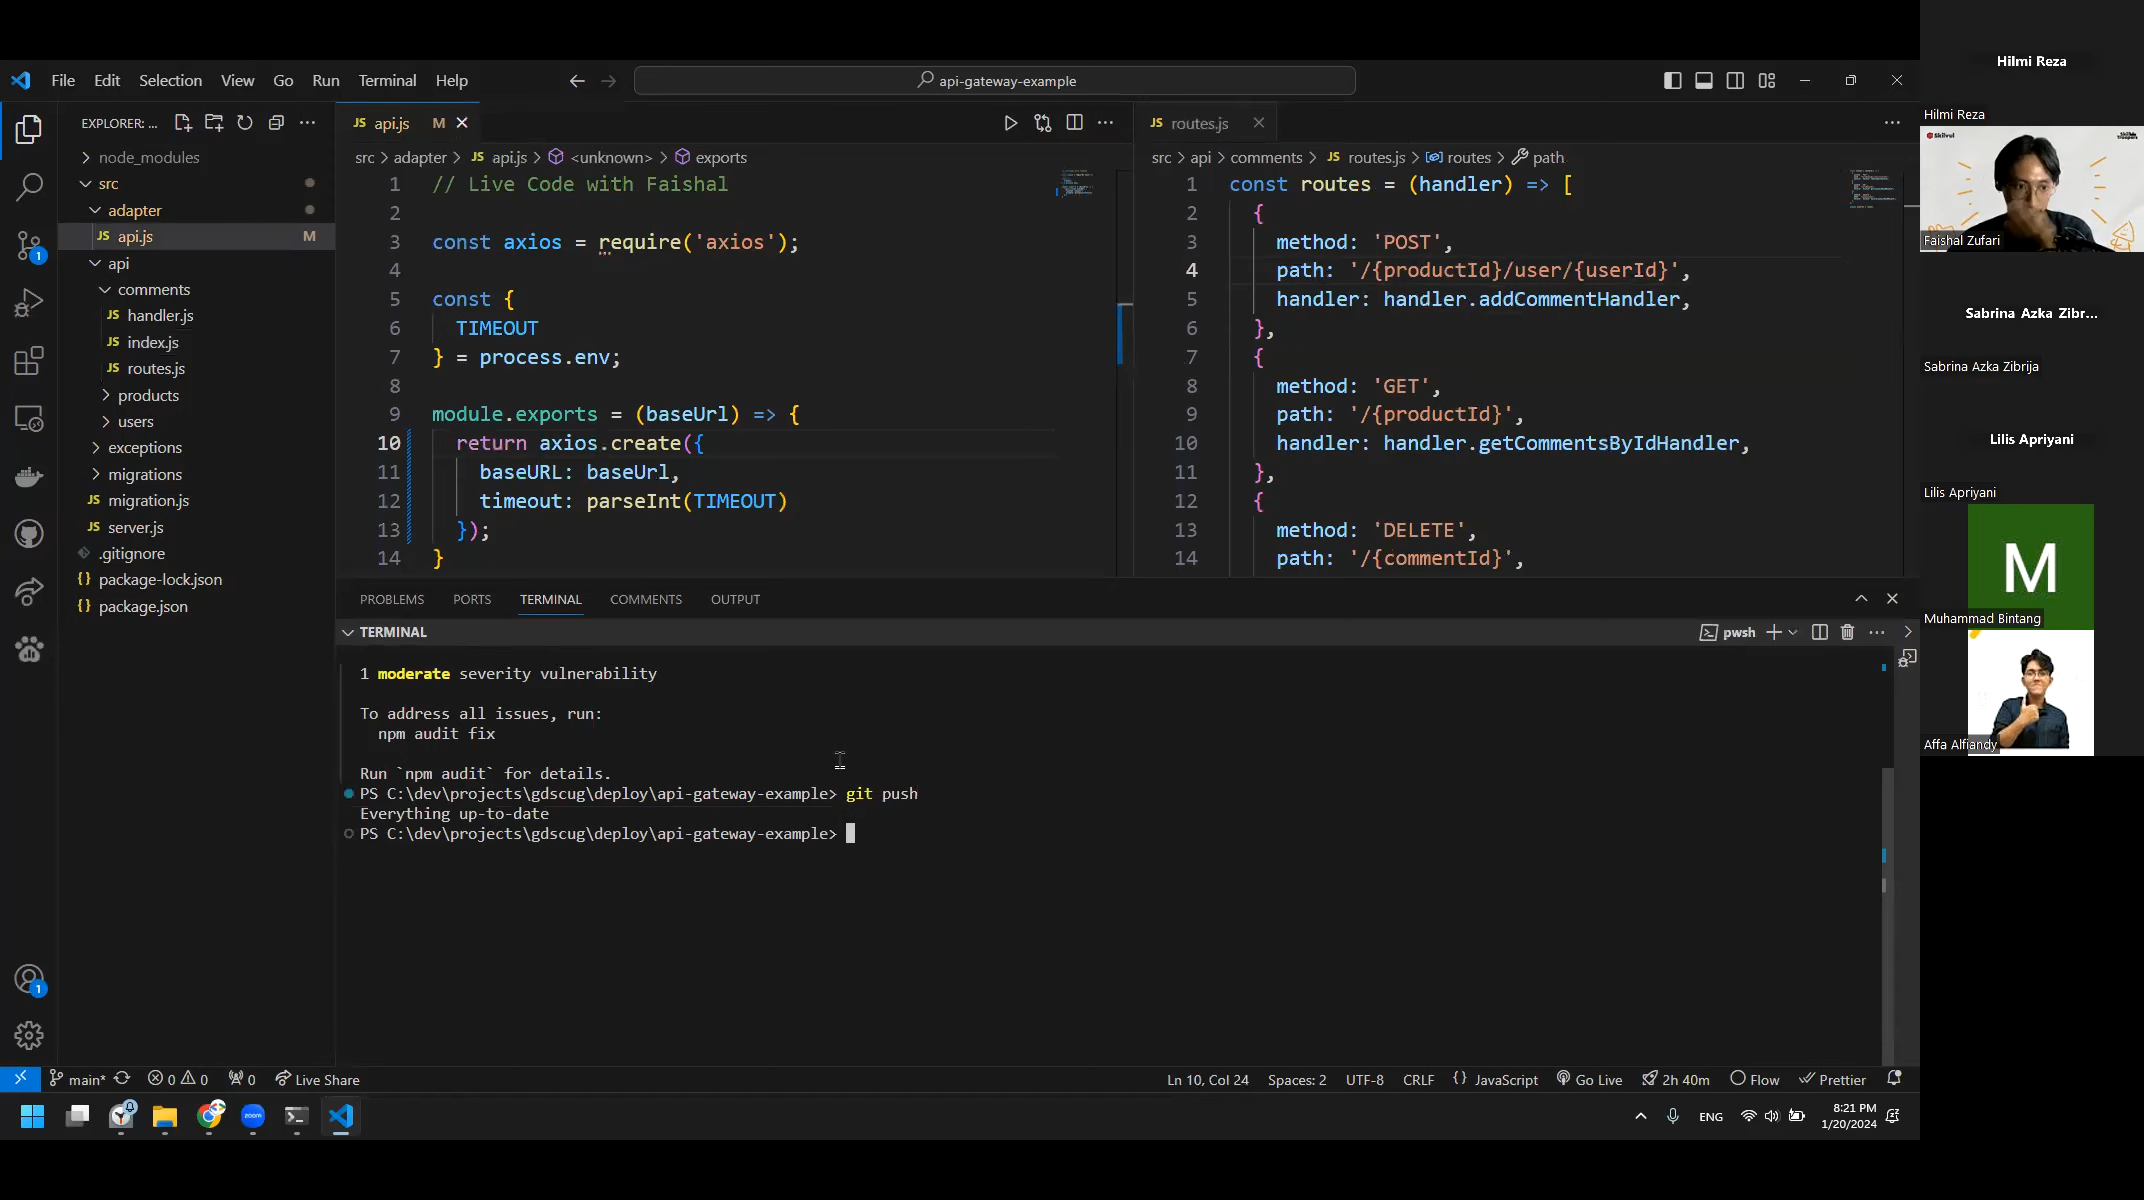 File Edit Selection View Go Run Terminal Help
api-gateway-example
EXPLORER: ...
node_modules
src
adapter
JS api.js M
api
comments
JS handler.js
JS index.js
JS routes.js
products
users
exceptions
migrations
JS migration.js
JS server.js
.gitignore
{} package-lock.json
{} package.json
1
1
JS api.js M
src > adapter > JS api.js > <unknown> > exports
1 // Live Code with Faishal
2
3 const axios = require('axios');
4
5 const {
6 TIMEOUT
7 } = process.env;
8
9 module.exports = (baseUrl) => {
10 return axios.create({
11 baseURL: baseUrl,
12 timeout: parseInt(TIMEOUT)
13 });
14 }
JS routes.js
src > api > comments > JS routes.js > routes > path
1 const routes = (handler) => [
2 {
3 method: 'POST',
4 path: '/{productId}/user/{userId}',
5 handler: handler.addCommentHandler,
6 },
7 {
8 method: 'GET',
9 path: '/{productId}',
10 handler: handler.getCommentsByIdHandler,
11 },
12 {
13 method: 'DELETE',
14 path: '/{commentId}',
PROBLEMS PORTS TERMINAL COMMENTS OUTPUT
TERMINAL
pwsh
1 moderate severity vulnerability
To address all issues, run:
npm audit fix
Run `npm audit` for details.
PS C:\dev\projects\gdscug\deploy\api-gateway-example> git push
Everything up-to-date
PS C:\dev\projects\gdscug\deploy\api-gateway-example>
main* 0 0 0 Live Share
Ln 10, Col 24 Spaces: 2 UTF-8 CRLF {} JavaScript Go Live 2h 40m Flow Prettier
zoom
ENG
8:21 PM
1/20/2024
Hilmi Reza
Hilmi Reza
Skilvul
Faishal Zufari
Sabrina Azka Zibr...
Sabrina Azka Zibrija
Lilis Apriyani
Lilis Apriyani
M
Muhammad Bintang
Affa Alfiandy